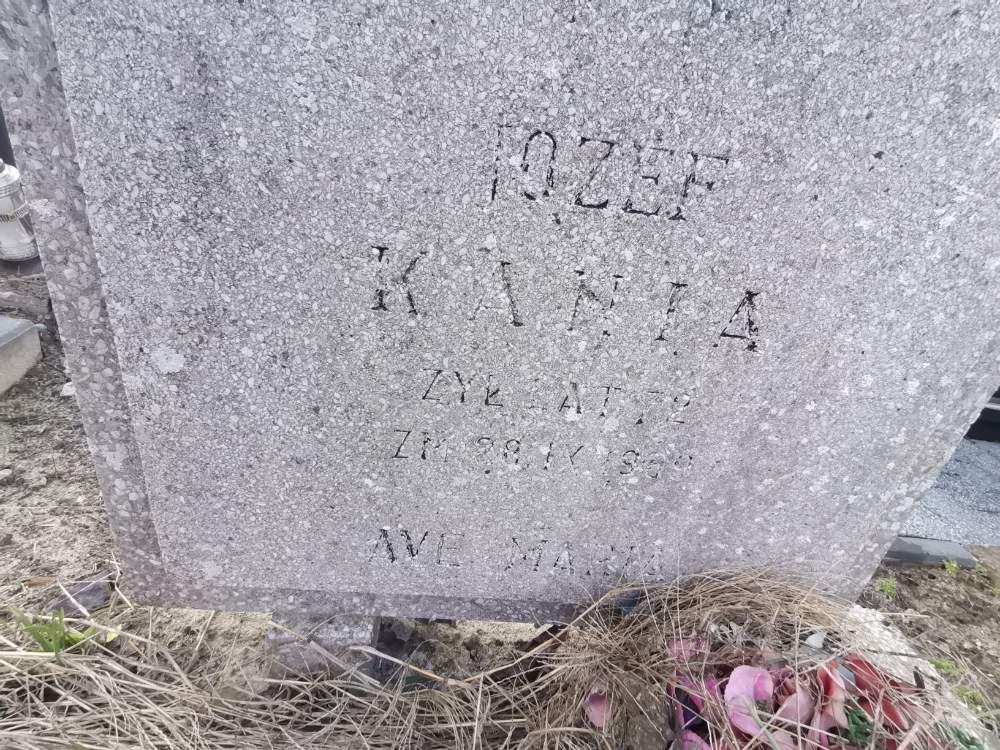 JOZEF
KANIA
ŻYŁ LAT 72
ZM 28 IX
AVE MARIA